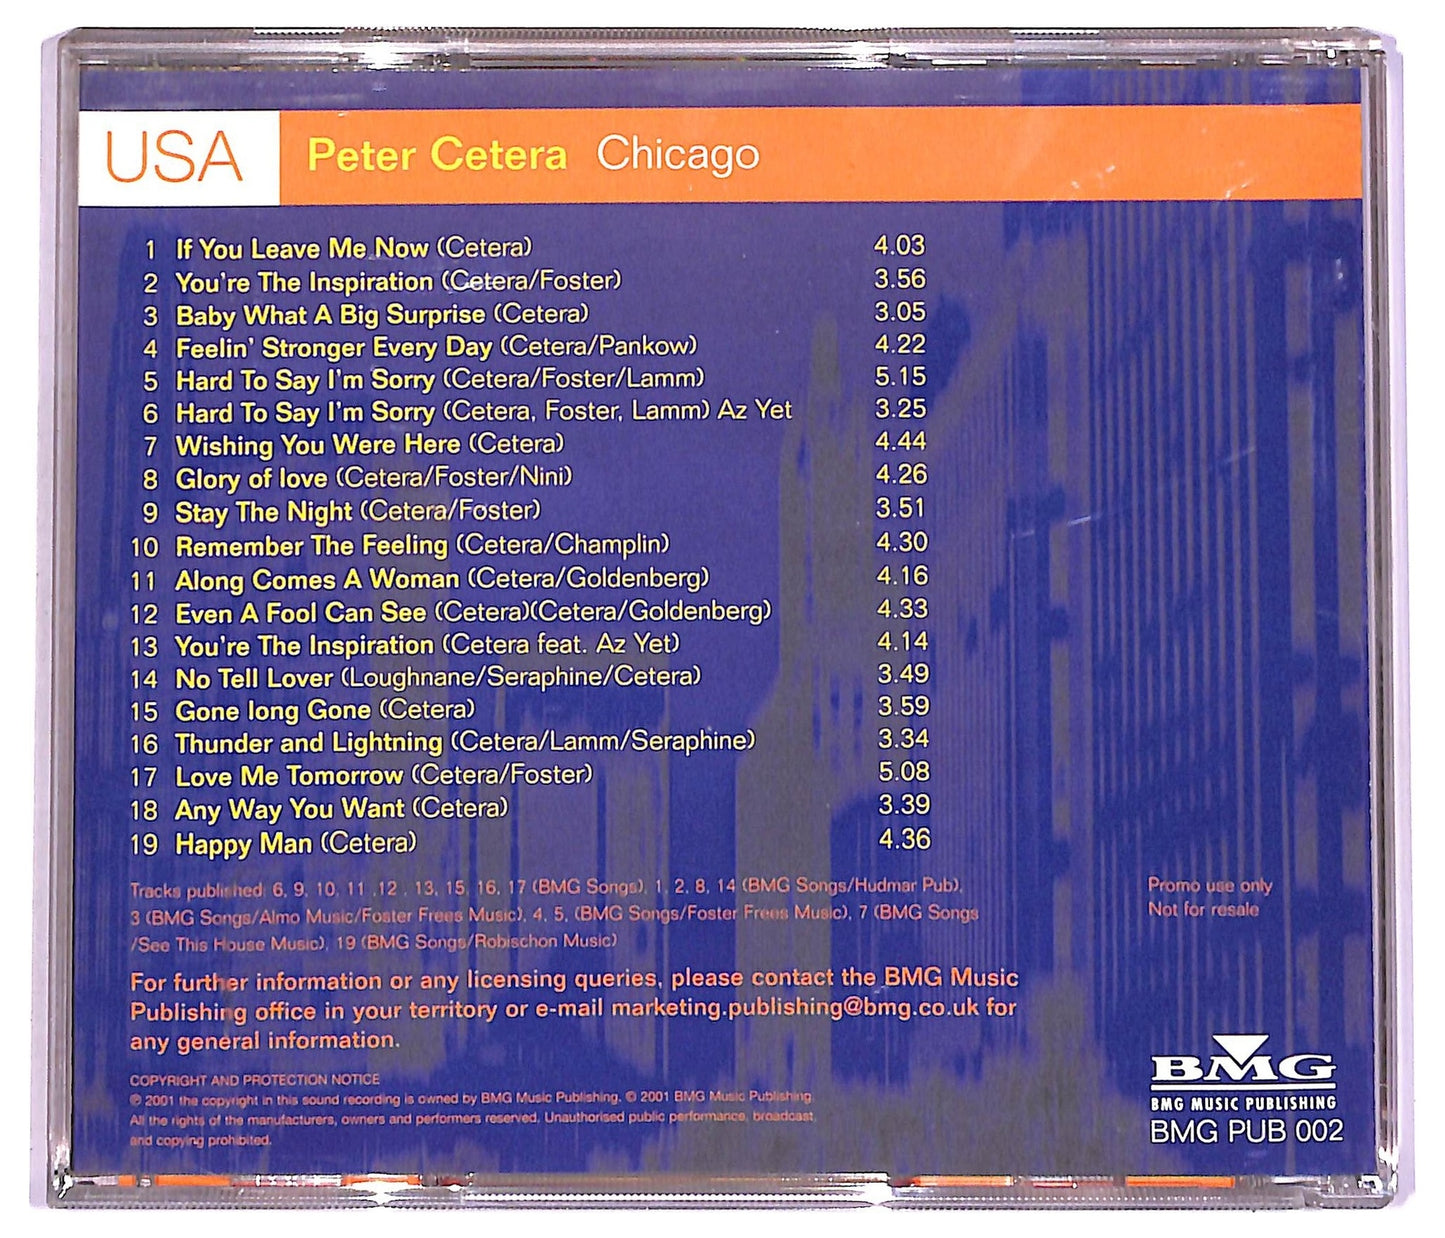 USA Peter Cetera Chicago
1 If You Leave Me Now (Cetera) 4.03
2 You're The Inspiration (Cetera/Foster) 3.56
3 Baby What A Big Surprise (Cetera) 3.05
4 Feelin' Stronger Every Day (Cetera/Pankow) 4.22
5 Hard To Say I'm Sorry (Cetera/Foster/Lamm) 5.15
6 Hard To Say I'm Sorry (Cetera, Foster, Lamm) Az Yet 3.25
7 Wishing You Were Here (Cetera) 4.44
8 Glory of love (Cetera/Foster/Nini) 4.26
9 Stay The Night (Cetera/Foster) 3.51
10 Remember The Feeling (Cetera/Champlin) 4.30
11 Along Comes A Woman (Cetera/Goldenberg) 4.16
12 Even A Fool Can See (Cetera)(Cetera/Goldenberg) 4.33
13 You're The Inspiration (Cetera feat. Az Yet) 4.14
14 No Tell Lover (Loughnane/Seraphine/Cetera) 3.49
15 Gone long Gone (Cetera) 3.59
16 Thunder and Lightning (Cetera/Lamm/Seraphine) 3.34
17 Love Me Tomorrow (Cetera/Foster) 5.08
18 Any Way You Want (Cetera) 3.39
19 Happy Man (Cetera) 4.36
Tracks published: 6, 9, 10, 11 ,12 , 13, 15, 16, 17 (BMG Songs), 1, 2, 8, 14 (BMG Songs/Hudmar Pub),
3 (BMG Songs/Almo Music/Foster Frees Music), 4, 5, (BMG Songs/Foster Frees Music), 7 (BMG Songs
/See This House Music), 19 (BMG Songs/Robischon Music)
Promo use only
Not for resale
For further information or any licensing queries, please contact the BMG Music
Publishing office in your territory or e-mail marketing.publishing@bmg.co.uk for
any general information.
COPYRIGHT AND PROTECTION NOTICE
℗ 2001 the copyright in this sound recording is owned by BMG Music Publishing. © 2001 BMG Music Publishing.
All the rights of the manufacturers, owners and performers reserved. Unauthorised public performance, broadcast,
and copying prohibited.
BMG
BMG MUSIC PUBLISHING
BMG PUB 002